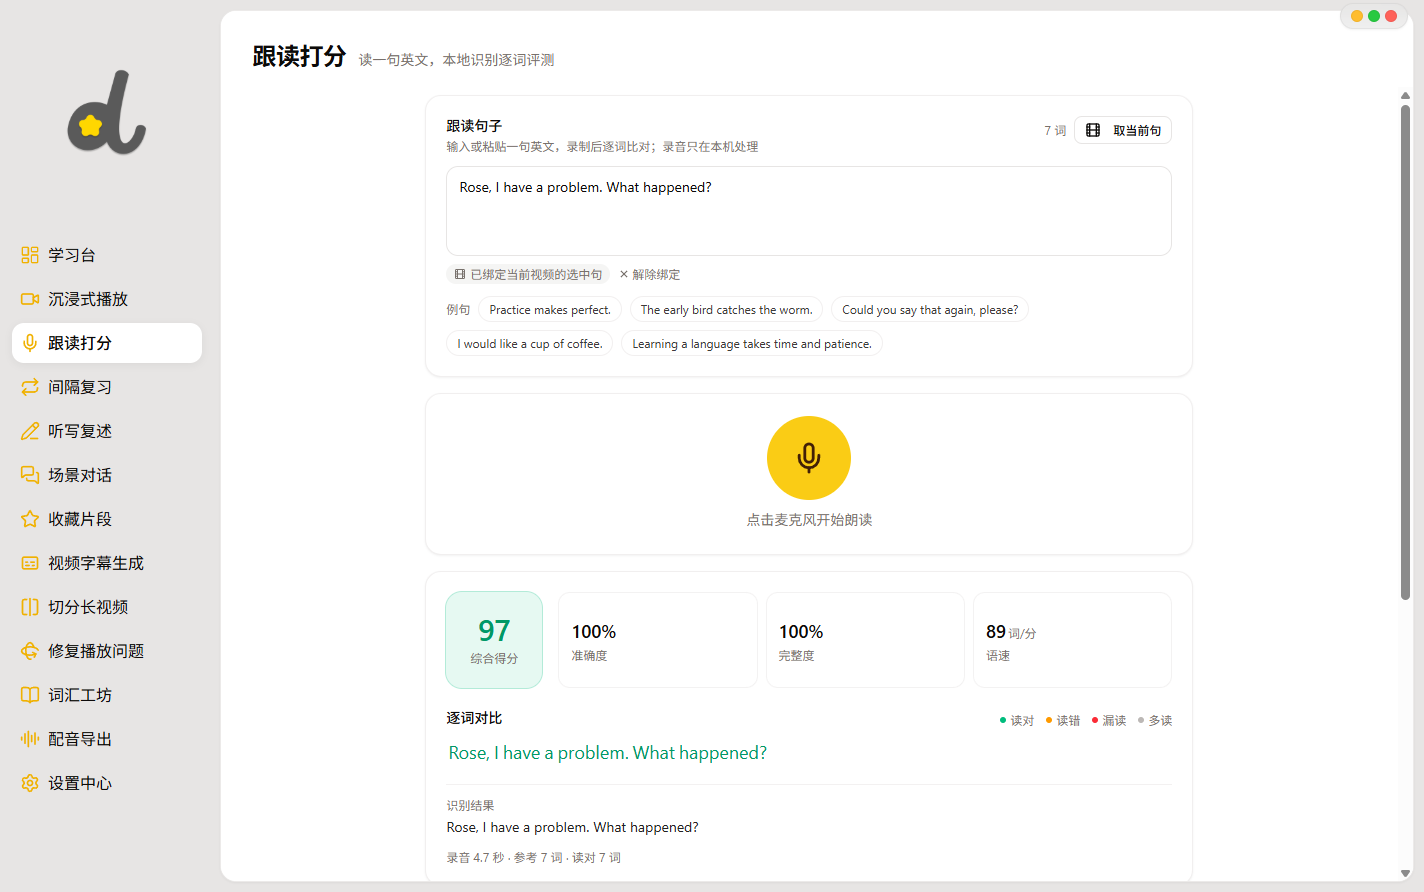 跟读打分 读一句英文，本地识别逐词评测
学习台
沉浸式播放
跟读打分
间隔复习
听写复述
场景对话
收藏片段
视频字幕生成
切分长视频
修复播放问题
词汇工坊
配音导出
设置中心
跟读句子
7 词 取当前句
输入或粘贴一句英文，录制后逐词比对；录音只在本机处理
Rose, I have a problem. What happened?
已绑定当前视频的选中句 × 解除绑定
例句 Practice makes perfect. The early bird catches the worm. Could you say that again, please?
I would like a cup of coffee. Learning a language takes time and patience.
点击麦克风开始朗读
97 100% 100% 89 词/分
综合得分 准确度 完整度 语速
逐词对比 读对 读错 漏读 多读
Rose, I have a problem. What happened?
识别结果
Rose, I have a problem. What happened?
录音 4.7 秒 · 参考 7 词 · 读对 7 词